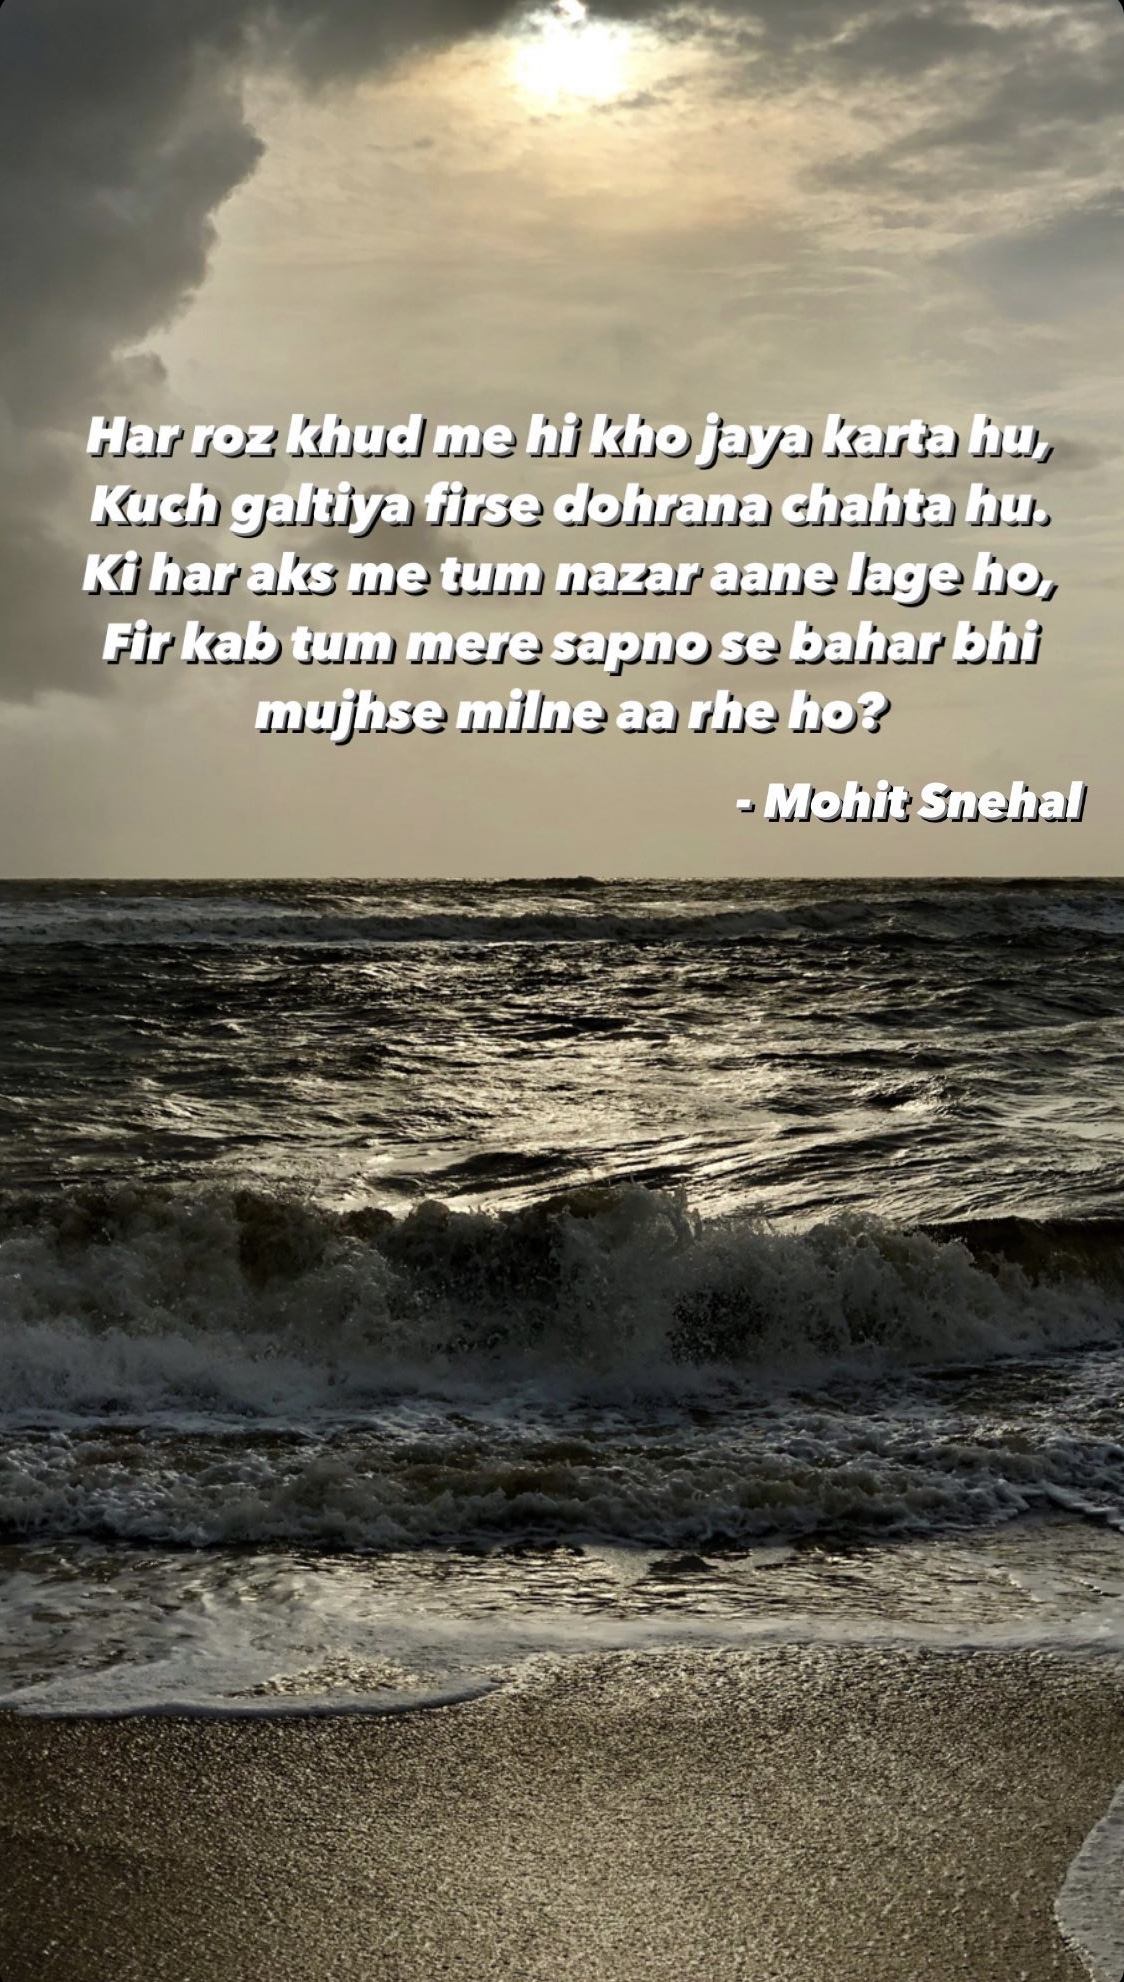 Har roz khud me hi kho jaya karta hu,
Kuch galtiya firse dohrana chahta hu.
Ki har aks me tum nazar aane lage ho,
Fir kab tum mere sapno se bahar bhi
mujhse milne aa rhe ho?
- Mohit Snehal